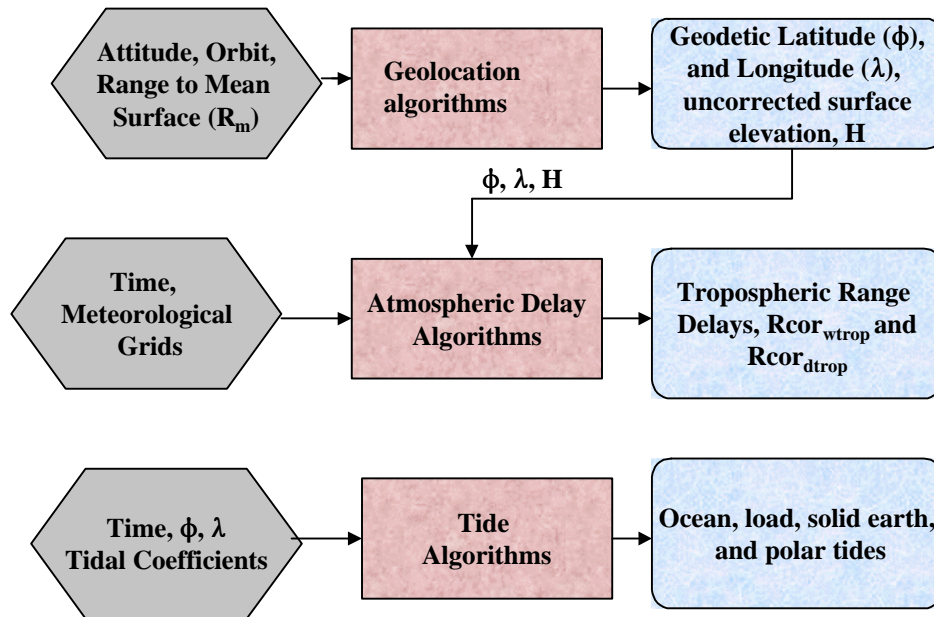 Attitude, Orbit,
Range to Mean
Surface (Rm)
Geolocation
algorithms
Geodetic Latitude (ϕ),
and Longitude (λ),
uncorrected surface
elevation, H
ϕ, λ, H
Time,
Meteorological
Grids
Atmospheric Delay
Algorithms
Tropospheric Range
Delays, Rcorwtrop and
Rcordtrop
Time, ϕ, λ
Tidal Coefficients
Tide
Algorithms
Ocean, load, solid earth,
and polar tides